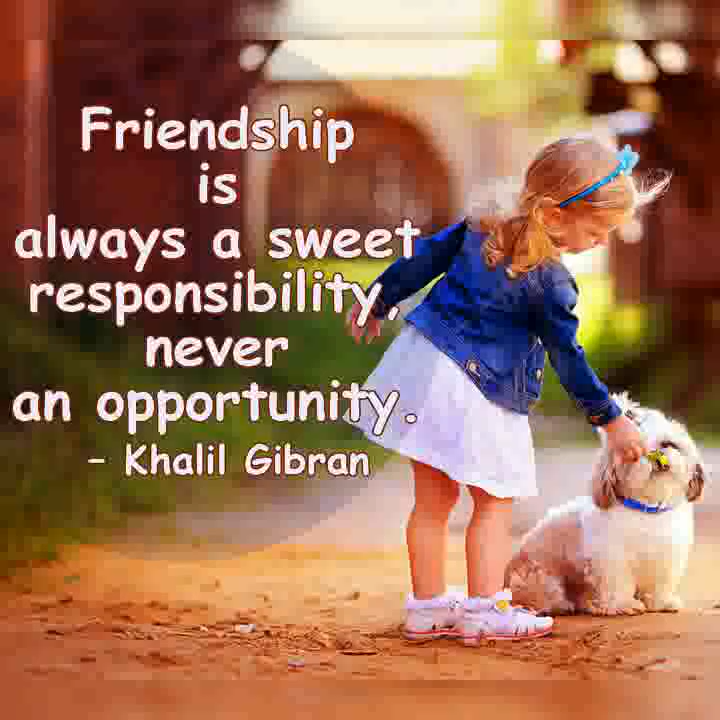 Friendship
is
always a sweet
responsibility,
never
an opportunity.
- Khalil Gibran